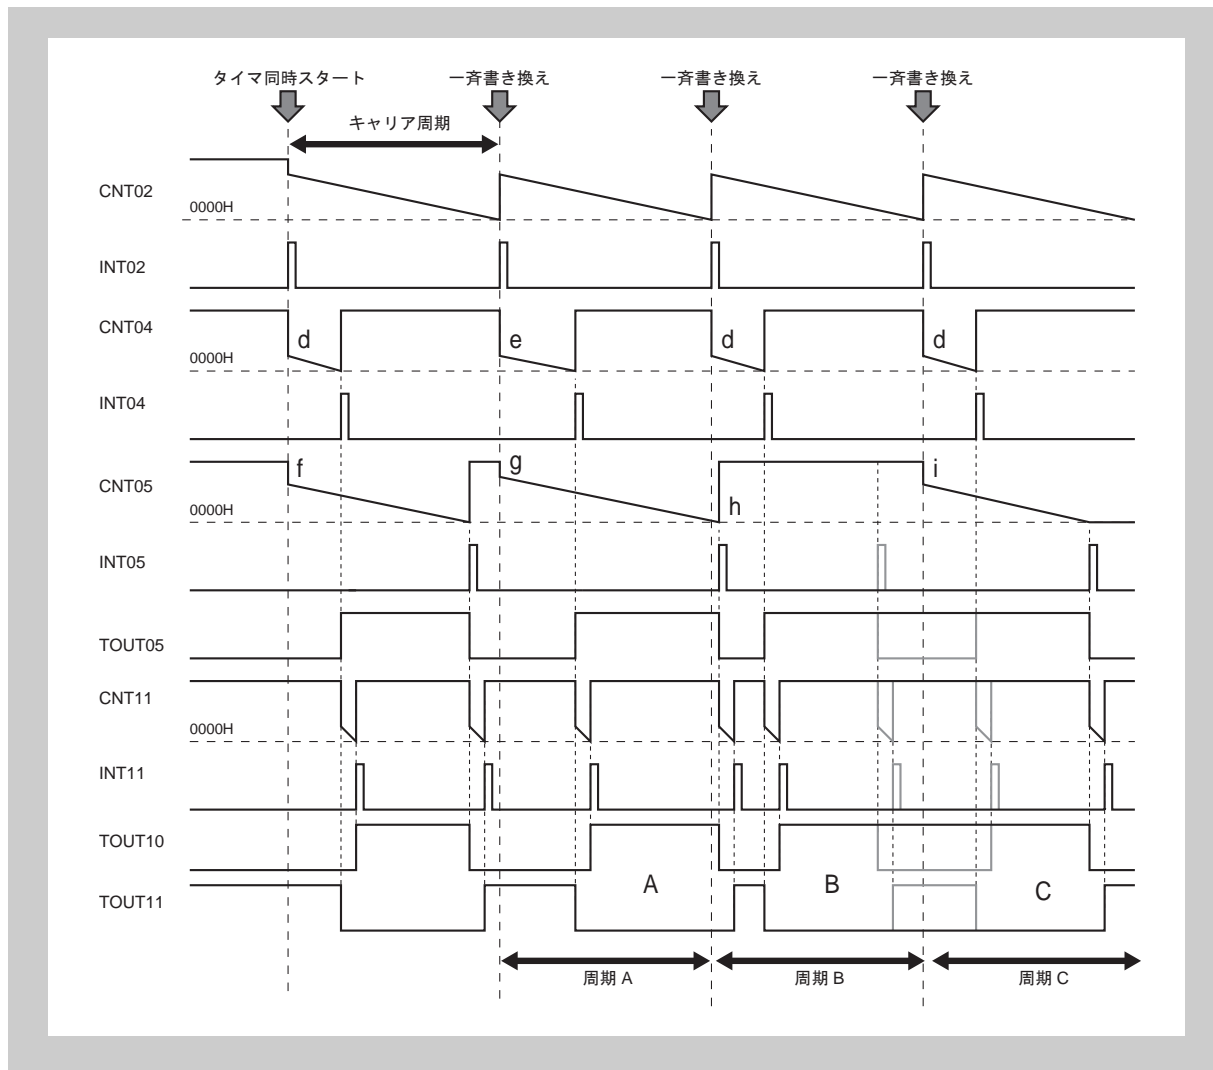 タイマ同時スタート 一斉書き換え 一斉書き換え 一斉書き換え
キャリア周期
CNT02
0000H
INT02
CNT04
d e d d
0000H
INT04
CNT05
f g i
0000H
h
INT05
TOUT05
CNT11
0000H
INT11
TOUT10
A B C
TOUT11
周期 A 周期 B 周期 C